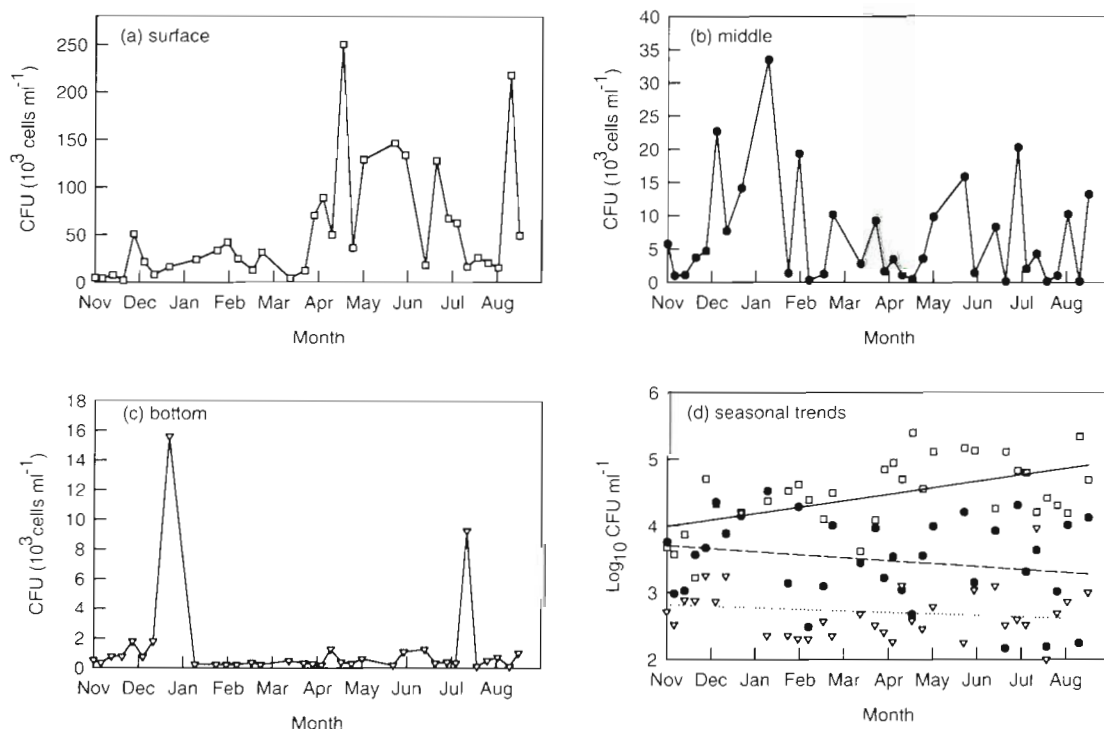 (a) surface
CFU (10³ cells ml⁻¹)
250
200
150
100
50
0
Nov Dec Jan Feb Mar Apr May Jun Jul Aug
Month
(b) middle
CFU (10³ cells ml⁻¹)
40
35
30
25
20
15
10
5
0
Nov Dec Jan Feb Mar Apr May Jun Jul Aug
Month
(c) bottom
CFU (10³ cells ml⁻¹)
18
16
14
12
10
8
6
4
2
0
Nov Dec Jan Feb Mar Apr May Jun Jul Aug
Month
(d) seasonal trends
Log₁₀ CFU ml⁻¹
6
5
4
3
2
Nov Dec Jan Feb Mar Apr May Jun Jul Aug
Month